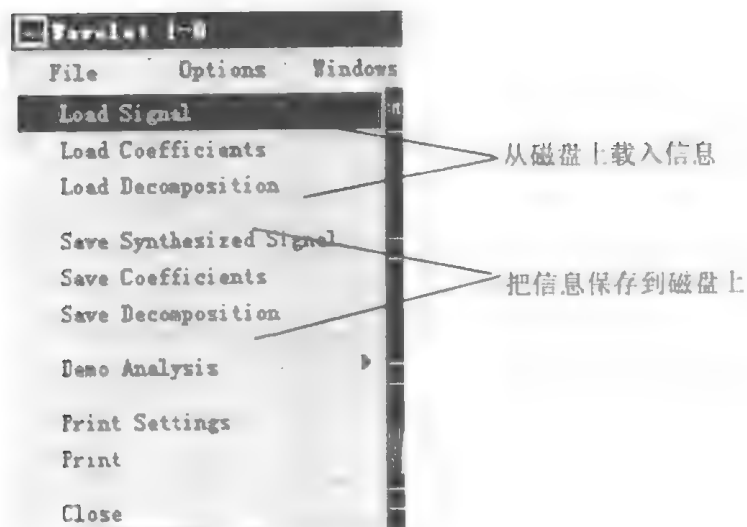 Wavelet 1-D
File Options Windows
Load Signal
Load Coefficients
Load Decomposition
从磁盘上载入信息
Save Synthesized Signal
Save Coefficients
Save Decomposition
把信息保存到磁盘上
Demo Analysis
Print Settings
Print
Close